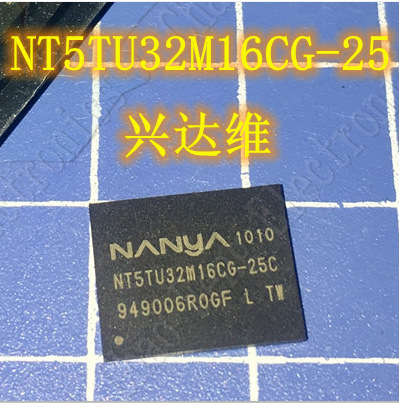 NT5TU32M16CG-25
兴达维
NANYA 1010
NT5TU32M16CG-25C
949006R0GF L TW